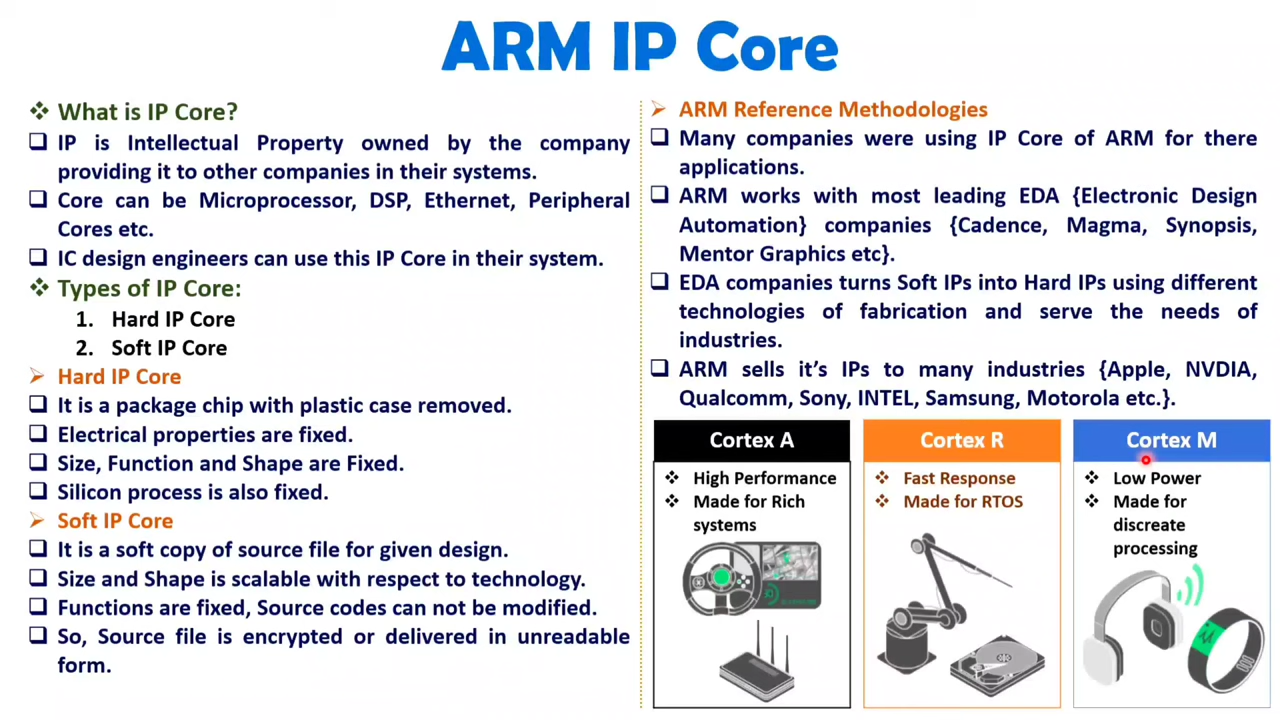 ARM IP Core
What is IP Core?
IP is Intellectual Property owned by the company
providing it to other companies in their systems.
Core can be Microprocessor, DSP, Ethernet, Peripheral
Cores etc.
IC design engineers can use this IP Core in their system.
Types of IP Core:
1. Hard IP Core
2. Soft IP Core
Hard IP Core
It is a package chip with plastic case removed.
Electrical properties are fixed.
Size, Function and Shape are Fixed.
Silicon process is also fixed.
Soft IP Core
It is a soft copy of source file for given design.
Size and Shape is scalable with respect to technology.
Functions are fixed, Source codes can not be modified.
So, Source file is encrypted or delivered in unreadable
form.
ARM Reference Methodologies
Many companies were using IP Core of ARM for there
applications.
ARM works with most leading EDA {Electronic Design
Automation} companies {Cadence, Magma, Synopsis,
Mentor Graphics etc}.
EDA companies turns Soft IPs into Hard IPs using different
technologies of fabrication and serve the needs of
industries.
ARM sells it's IPs to many industries {Apple, NVDIA,
Qualcomm, Sony, INTEL, Samsung, Motorola etc.}.
Cortex A
High Performance
Made for Rich
systems
Cortex R
Fast Response
Made for RTOS
Cortex M
Low Power
Made for
discreate
processing